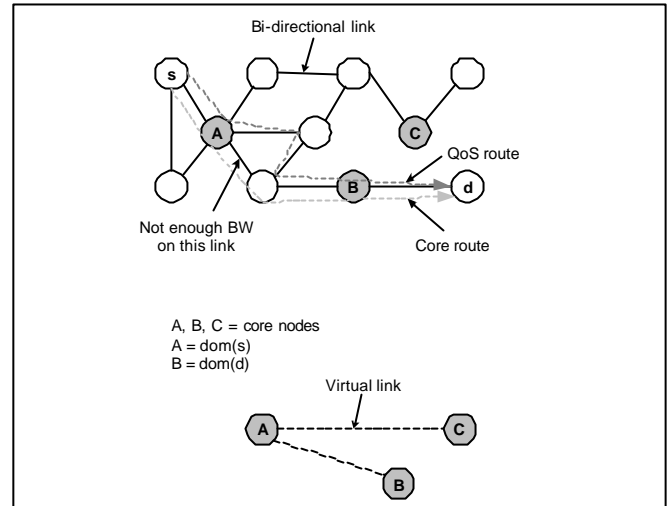 Bi-directional link
s
A
C
QoS route
B
d
Not enough BW
on this link
Core route
A, B, C = core nodes
A = dom(s)
B = dom(d)
Virtual link
A
C
B